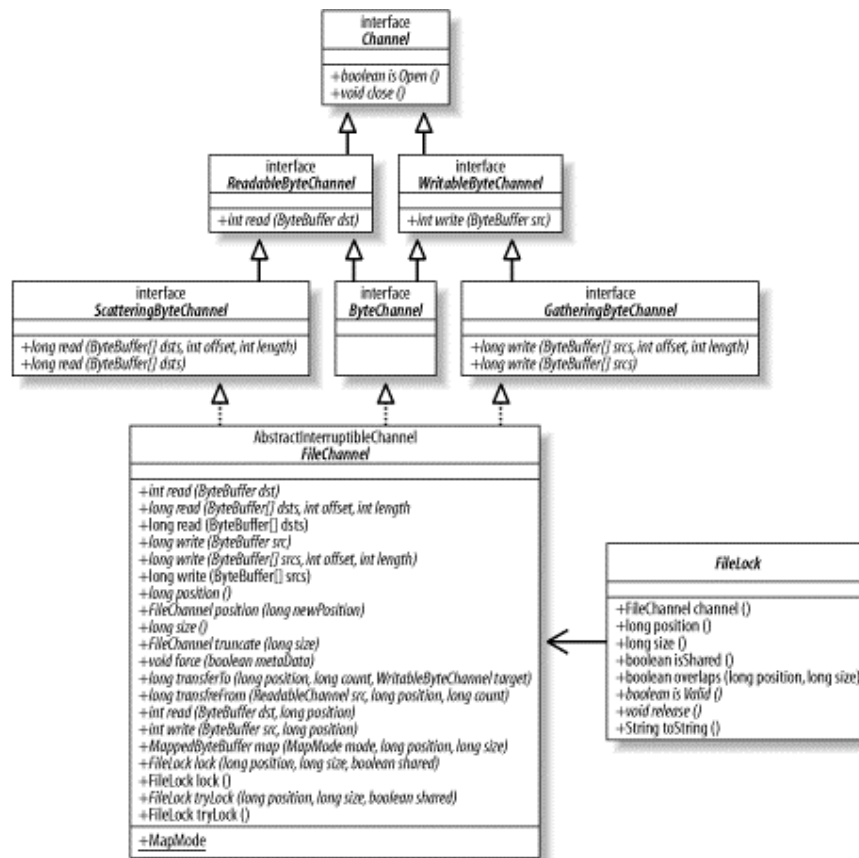 interface
Channel
+boolean is Open ()
+void close ()
interface
ReadableByteChannel
+int read (ByteBuffer dst)
interface
WritableByteChannel
+int write (ByteBuffer src)
interface
ScatteringByteChannel
+long read (ByteBuffer[] dsts, int offset, int length)
+long read (ByteBuffer[] dsts)
interface
ByteChannel
interface
GatheringByteChannel
+long write (ByteBuffer[] srcs, int offset, int length)
+long write (ByteBuffer[] srcs)
AbstractInterruptibleChannel
FileChannel
+int read (ByteBuffer dst)
+long read (ByteBuffer[] dsts, int offset, int length
+long read (ByteBuffer[] dsts)
+long write (ByteBuffer src)
+long write (ByteBuffer[] srcs, int offset, int length)
+long write (ByteBuffer[] srcs)
+long position ()
+FileChannel position (long newPosition)
+long size ()
+FileChannel truncate (long size)
+void force (boolean metaData)
+long transferTo (long position, long count, WritableByteChannel target)
+long transfreFrom (ReadableChannel src, long position, long count)
+int read (ByteBuffer dst, long position)
+int write (ByteBuffer src, long position)
+MappedByteBuffer map (MapMode mode, long position, long size)
+FileLock lock (long position, long size, boolean shared)
+FileLock lock ()
+FileLock tryLock (long position, long size, boolean shared)
+FileLock tryLock ()
+MapMode
FileLock
+FileChannel channel ()
+long position ()
+long size ()
+boolean isShared ()
+boolean overlaps (long position, long size)
+boolean is Valid ()
+void release ()
+String toString ()